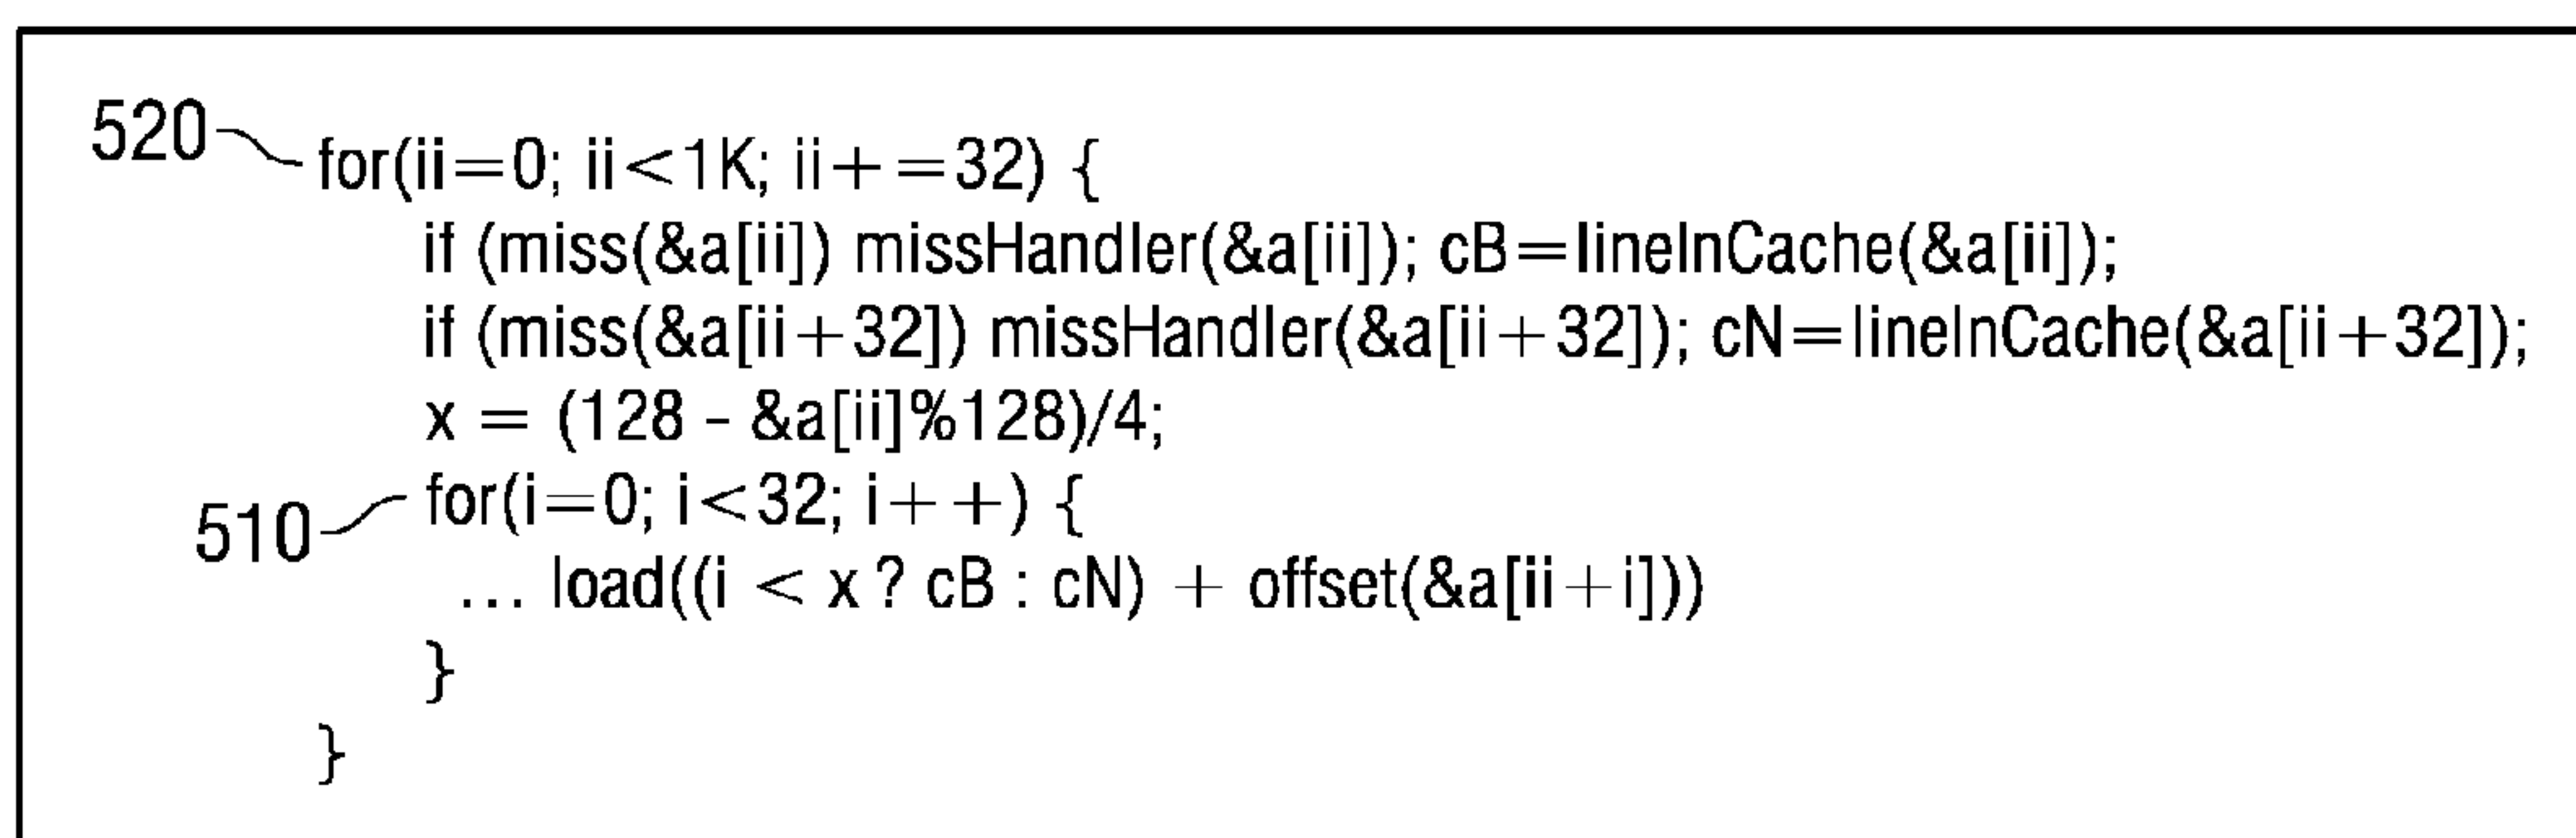 520 for(ii=0; ii<1K; ii+=32) {
if (miss(&a[ii]) missHandler(&a[ii]); cB=lineInCache(&a[ii]);
if (miss(&a[ii+32]) missHandler(&a[ii+32]); cN=lineInCache(&a[ii+32]);
x = (128 - &a[ii]%128)/4;
510 for(i=0; i<32; i++) {
... load((i < x ? cB : cN) + offset(&a[ii+i]))
}
}